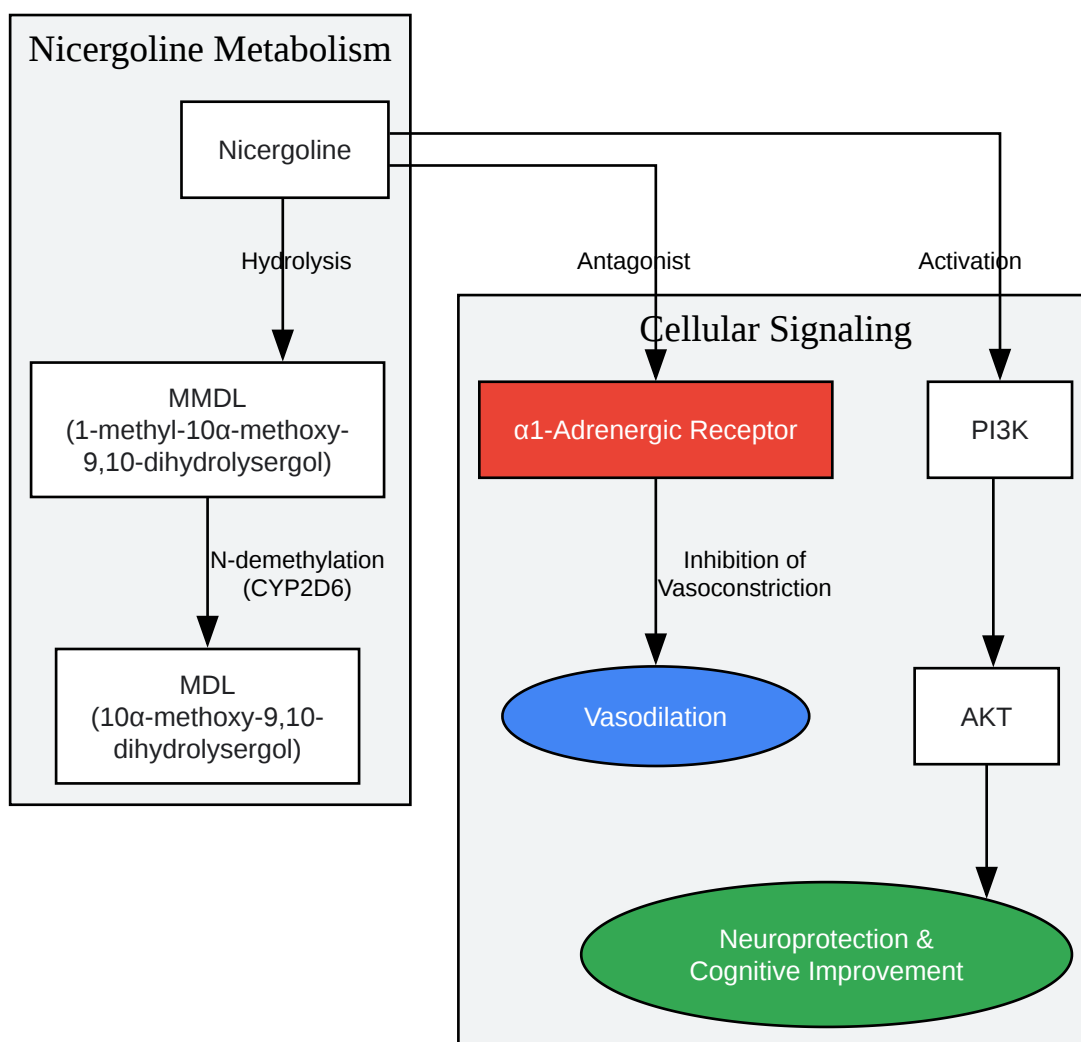 Nicergoline Metabolism
Nicergoline
Hydrolysis
MMDL
(1-methyl-10α-methoxy-
9,10-dihydrolysergol)
N-demethylation
(CYP2D6)
MDL
(10α-methoxy-9,10-
dihydrolysergol)
Antagonist
Activation
Cellular Signaling
α1-Adrenergic Receptor
PI3K
Inhibition of
Vasoconstriction
Vasodilation
AKT
Neuroprotection &
Cognitive Improvement